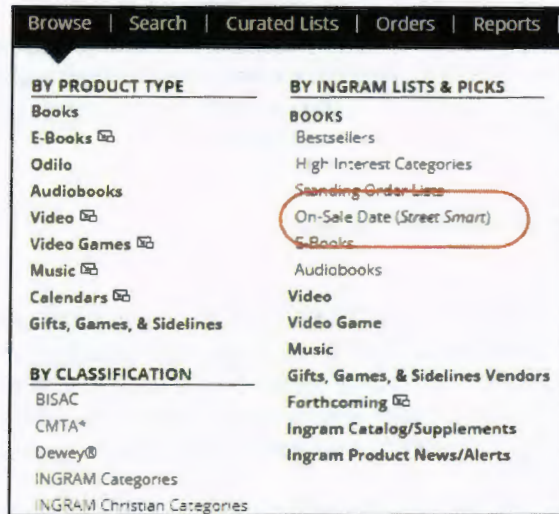 Browse | Search | Curated Lists | Orders | Reports
BY PRODUCT TYPE
Books
E-Books
Odilo
Audiobooks
Video
Video Games
Music
Calendars
Gifts, Games, & Sidelines
BY CLASSIFICATION
BISAC
CMTA*
Dewey®
INGRAM Categories
INGRAM Christian Categories
BY INGRAM LISTS & PICKS
BOOKS
Bestsellers
High Interest Categories
Standing Order Lists
On-Sale Date (Street Smart)
E-Books
Audiobooks
Video
Video Game
Music
Gifts, Games, & Sidelines Vendors
Forthcoming
Ingram Catalog/Supplements
Ingram Product News/Alerts